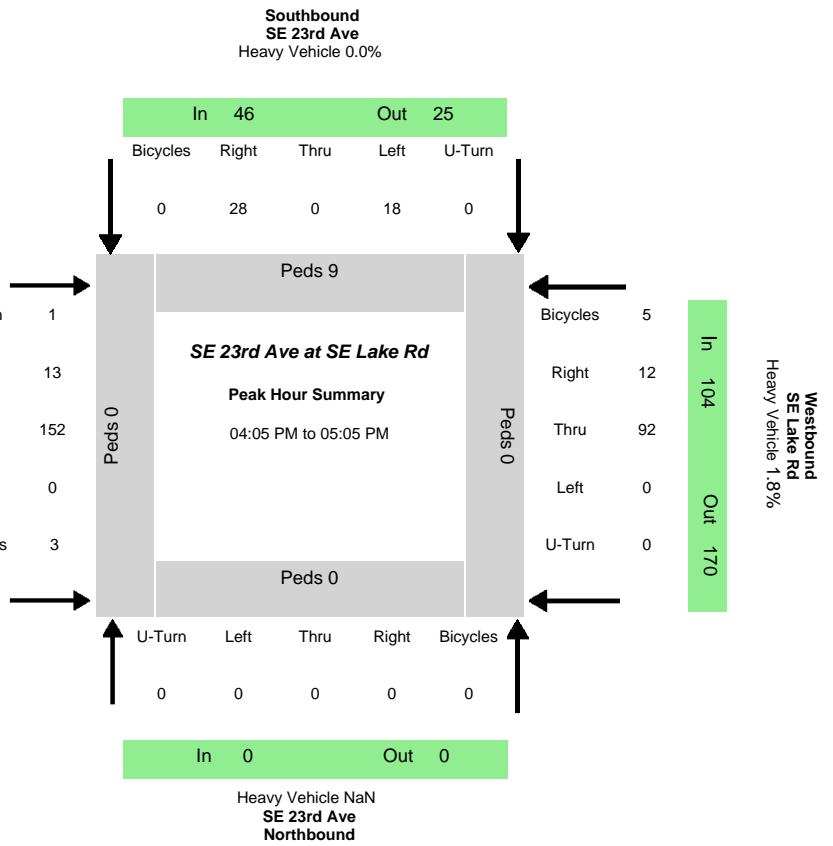 Southbound
SE 23rd Ave
Heavy Vehicle 0.0%
In 46 Out 25
Bicycles Right Thru Left U-Turn
0 28 0 18 0
Peds 9
1
13
152
0
3
Peds 0
SE 23rd Ave at SE Lake Rd
Peak Hour Summary
04:05 PM to 05:05 PM
Peds 0
Bicycles 5
Right 12
Thru 92
Left 0
U-Turn 0
In 104 Out 170
Westbound
SE Lake Rd
Heavy Vehicle 1.8%
Peds 0
U-Turn Left Thru Right Bicycles
0 0 0 0 0
In 0 Out 0
Heavy Vehicle NaN
SE 23rd Ave
Northbound